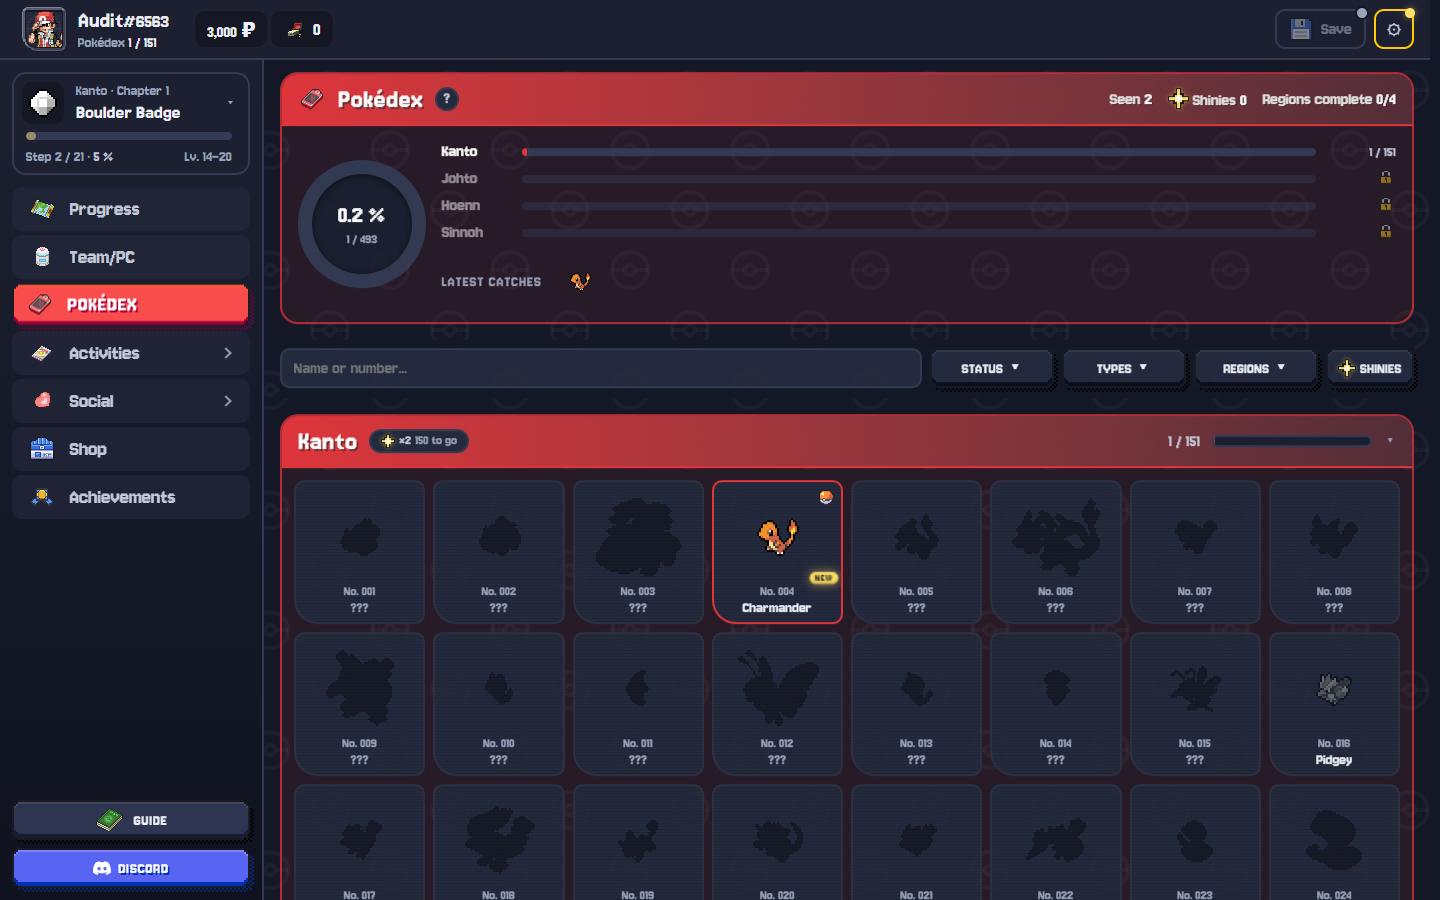 Audit#6563
Pokédex 1 / 151
3,000 ₽
0
Save
Kanto · Chapter 1
Boulder Badge
Step 2 / 21 · 5 %
Lv. 14–20
Progress
Team/PC
POKÉDEX
Activities
Social
Shop
Achievements
GUIDE
DISCORD
Pokédex
?
Seen 2
Shinies 0
Regions complete 0/4
0.2 %
1 / 493
Kanto
1 / 151
Johto
Hoenn
Sinnoh
LATEST CATCHES
Name or number...
STATUS ▼
TYPES ▼
REGIONS ▼
SHINIES
Kanto
×2 150 to go
1 / 151
No. 001
???
No. 002
???
No. 003
???
NEW
No. 004
Charmander
No. 005
???
No. 006
???
No. 007
???
No. 008
???
No. 009
???
No. 010
???
No. 011
???
No. 012
???
No. 013
???
No. 014
???
No. 015
???
No. 016
Pidgey
No. 017
No. 018
No. 019
No. 020
No. 021
No. 022
No. 023
No. 024